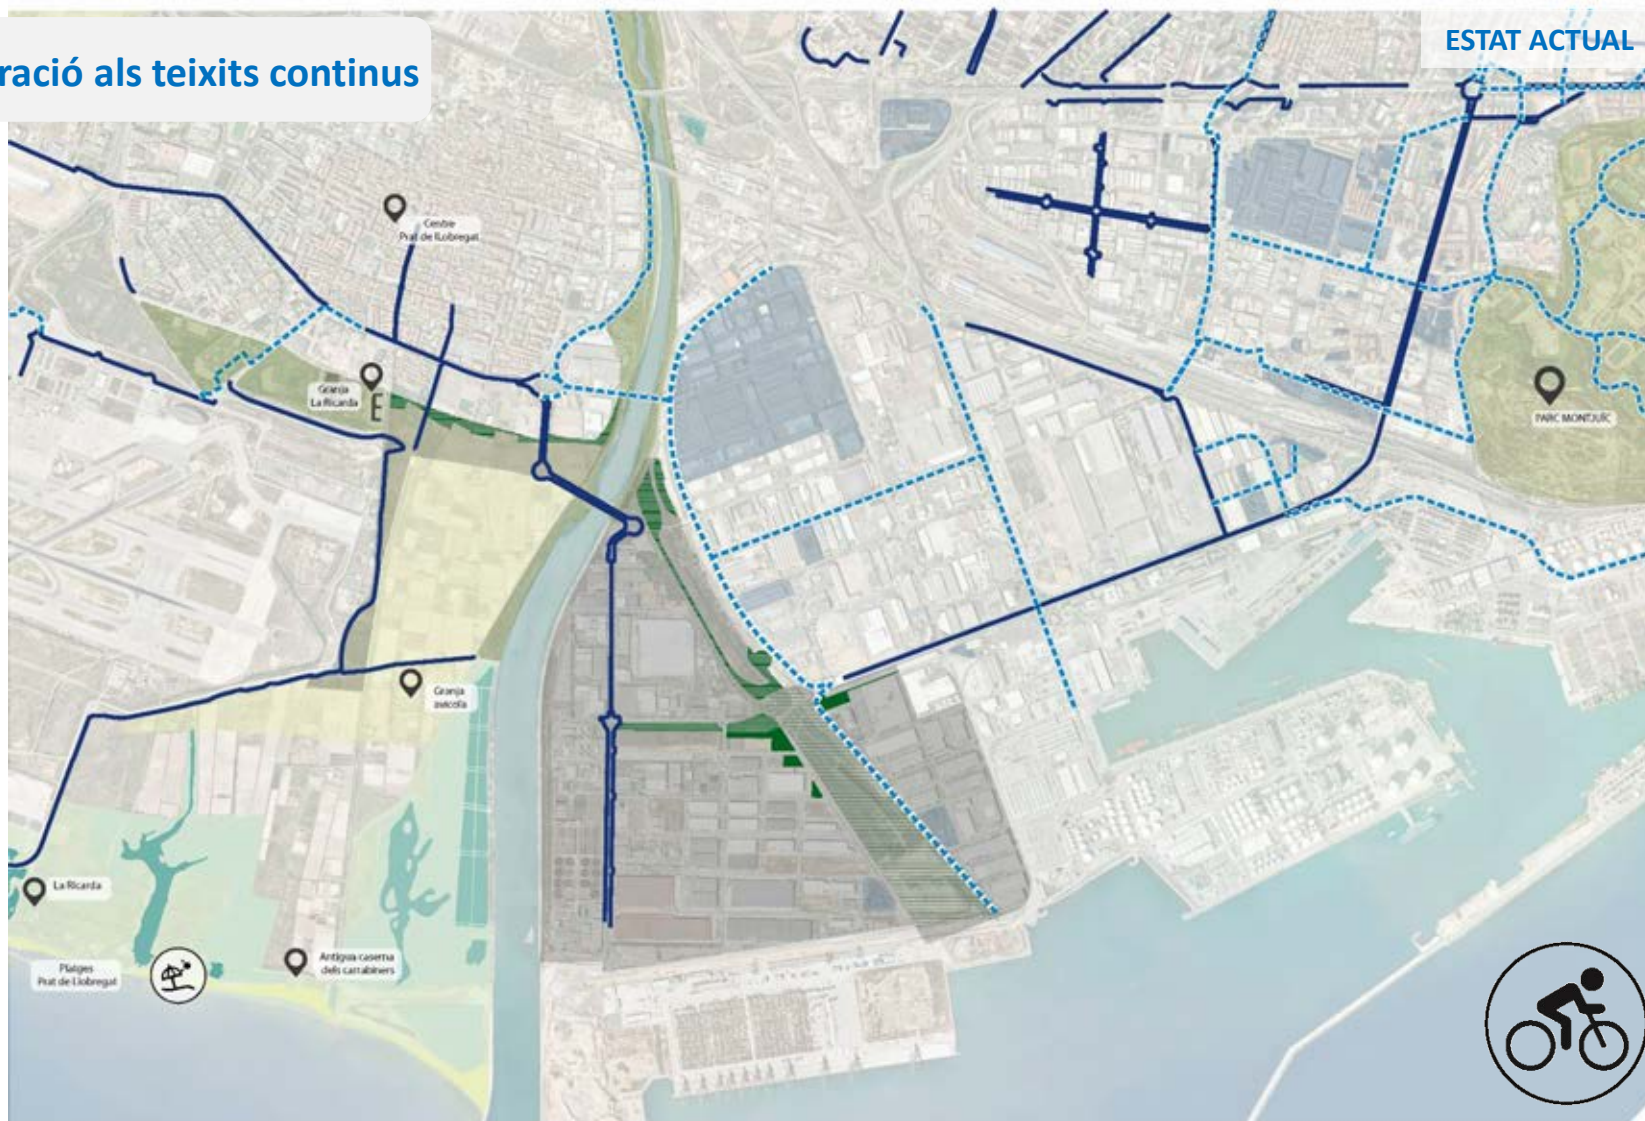 ració als teixits continus
ESTAT ACTUAL
Centre
Prat de LLobregat
Granja
La Ricarda
E
PARC MONTJUÏC
Granja
avícola
La Ricarda
Platges
Prat de Llobregat
Antigua caserna
dels carrabiners